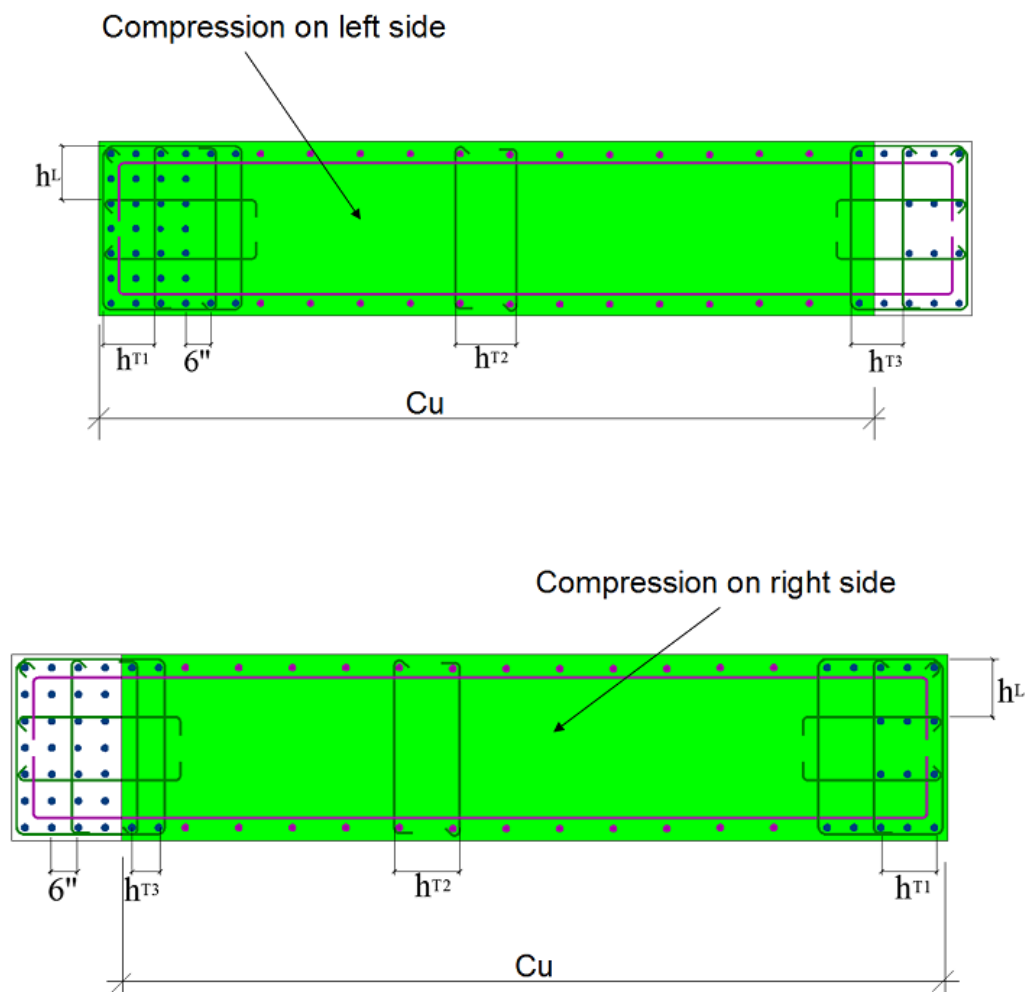 Compression on left side
hL
hT1
6"
hT2
hT3
Cu
Compression on right side
hL
6"
hT3
hT2
hT1
Cu